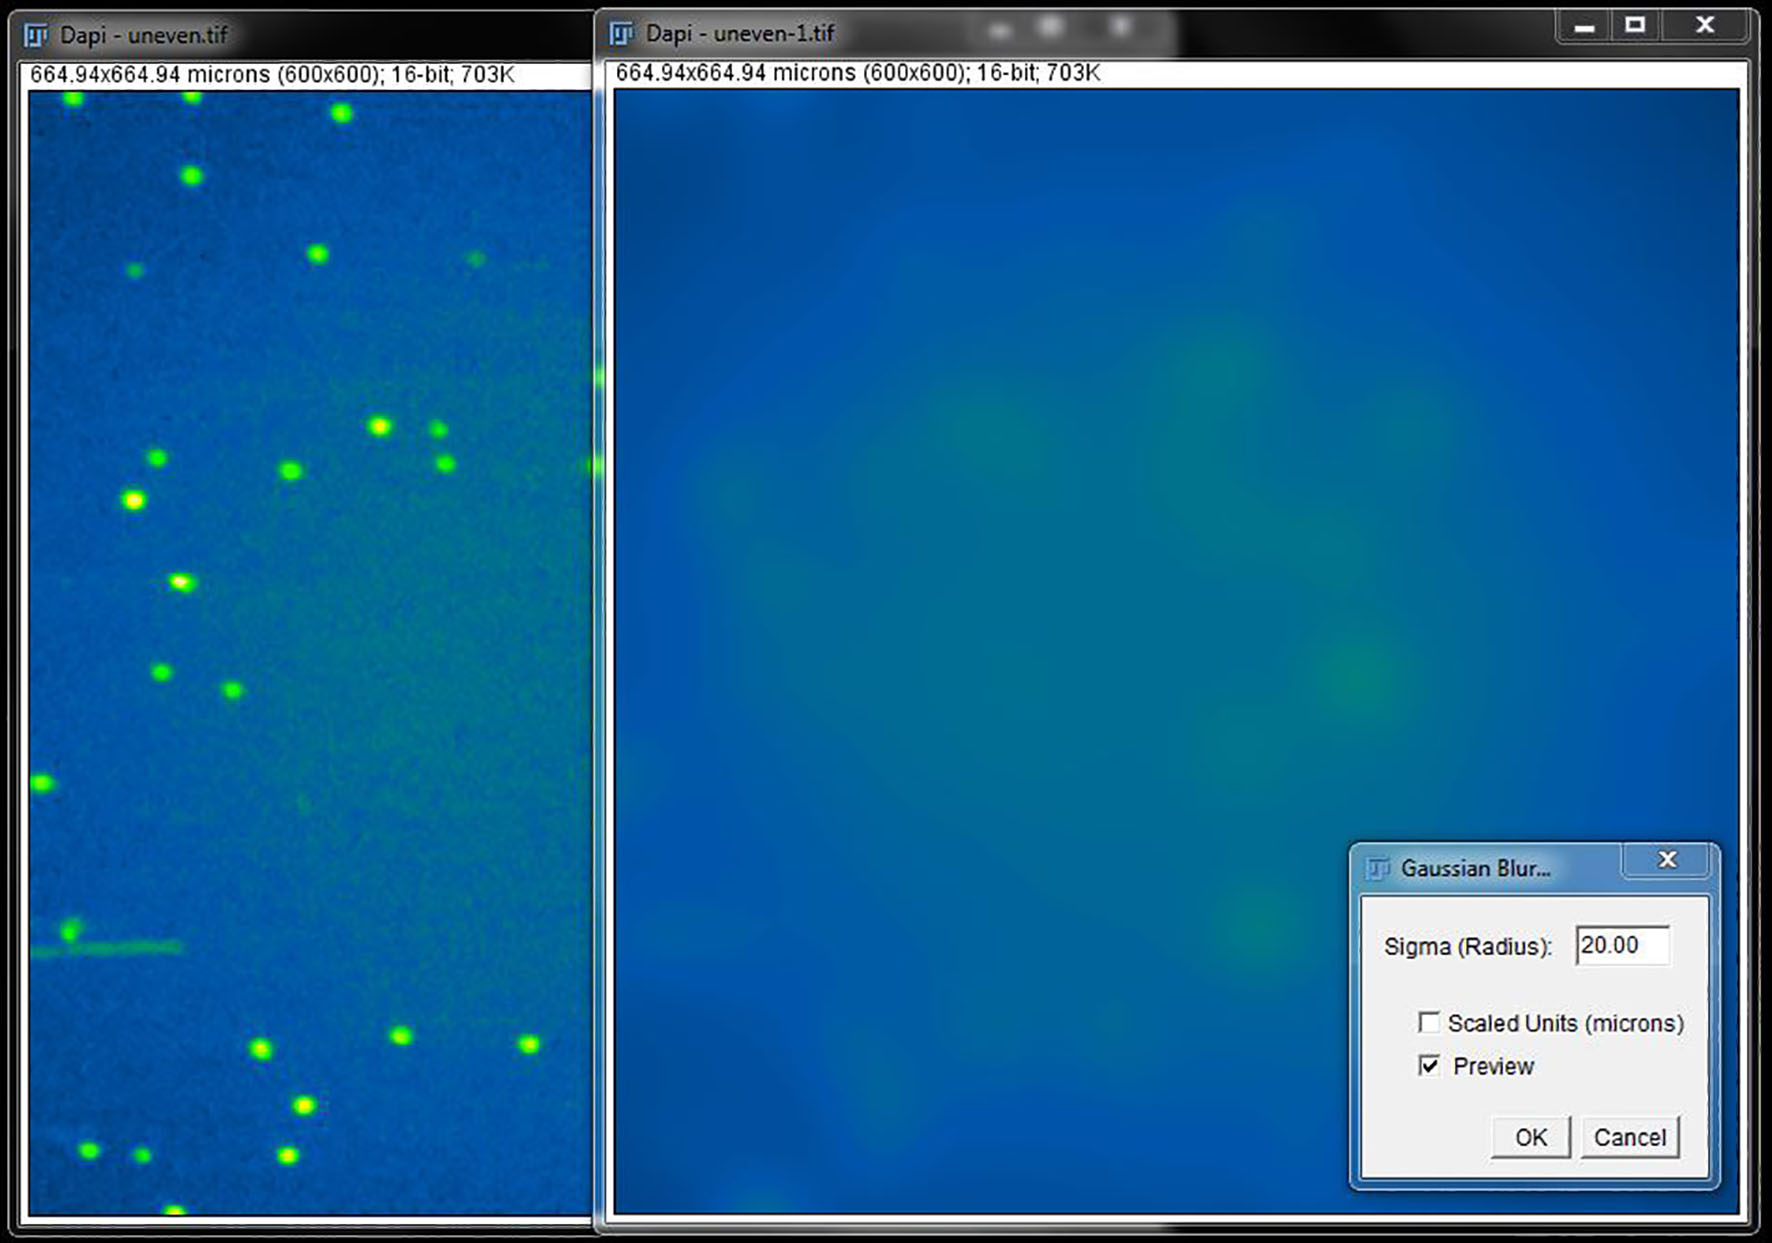 Dapi - uneven.tif
664.94x664.94 microns (600x600); 16-bit; 703K
Dapi - uneven-1.tif
664.94x664.94 microns (600x600); 16-bit; 703K
Gaussian Blur...
Sigma (Radius): 20.00
Scaled Units (microns)
Preview
OK Cancel